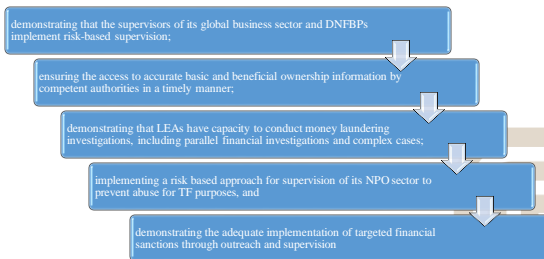 demonstrating that the supervisors of its global business sector and DNFBPs
implement risk-based supervision;
ensuring the access to accurate basic and beneficial ownership information by
competent authorities in a timely manner;
demonstrating that LEAs have capacity to conduct money laundering
investigations, including parallel financial investigations and complex cases;
implementing a risk based approach for supervision of its NPO sector to
prevent abuse for TF purposes, and
demonstrating the adequate implementation of targeted financial
sanctions through outreach and supervision